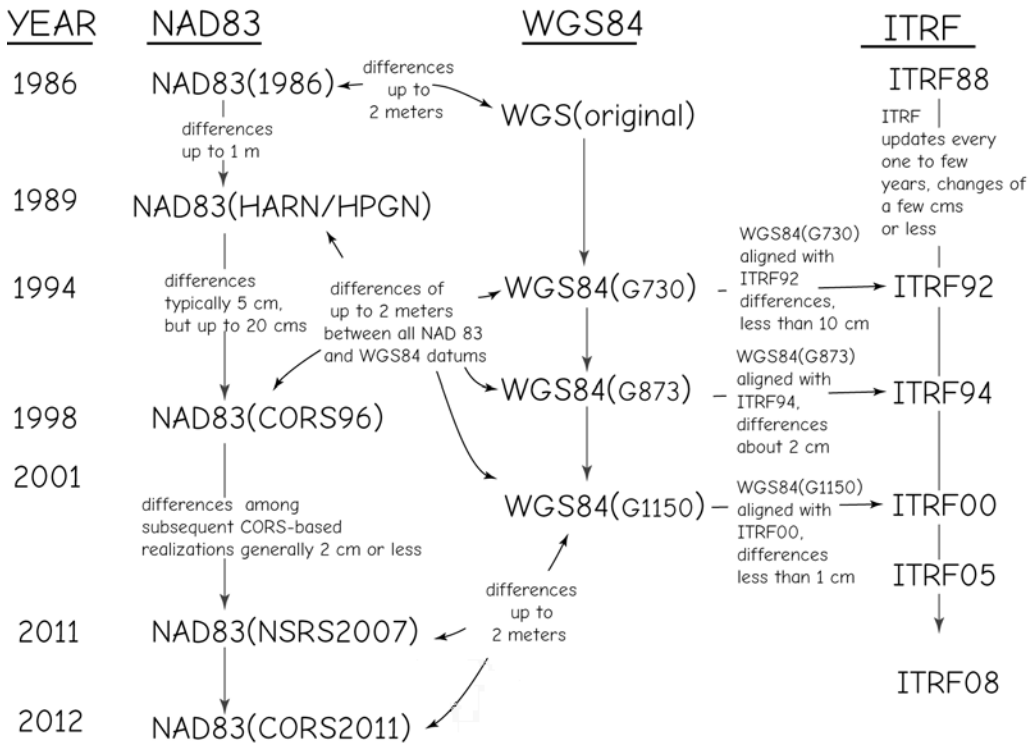 YEAR NAD83 WGS84 ITRF
1986
NAD83(1986)
differences
up to
2 meters
WGS(original)
ITRF88
differences
up to 1 m
ITRF
updates every
one to few
years, changes of
a few cms
or less
1989
NAD83(HARN/HPGN)
1994
differences
typically 5 cm,
but up to 20 cms
differences of
up to 2 meters
between all NAD 83
and WGS84 datums
WGS84(G730)
WGS84(G730)
aligned with
ITRF92
differences,
less than 10 cm
ITRF92
1998
NAD83(CORS96)
WGS84(G873)
WGS84(G873)
aligned with
ITRF94,
differences
about 2 cm
ITRF94
2001
differences among
subsequent CORS-based
realizations generally 2 cm or less
WGS84(G1150)
WGS84(G1150)
aligned with
ITRF00,
differences
less than 1 cm
ITRF00
ITRF05
differences
up to
2 meters
2011
NAD83(NSRS2007)
ITRF08
2012
NAD83(CORS2011)